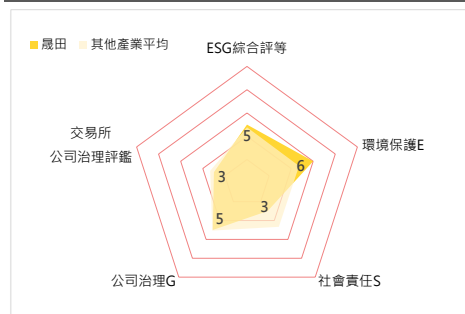 晟田 其他產業平均
ESG綜合評等
交易所
公司治理評鑑
環境保護E
5
6
3
3
5
公司治理G
社會責任S